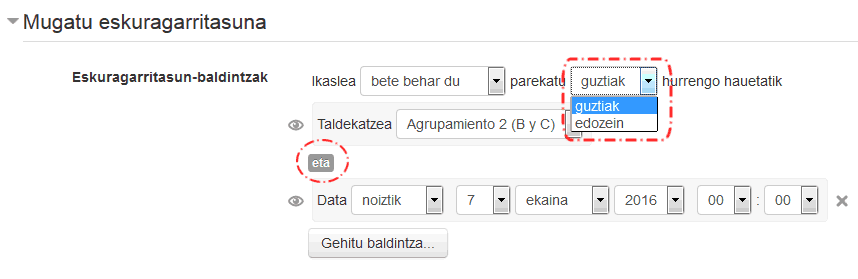 Mugatu eskuragarritasuna
Eskuragarritasun-baldintzak Ikaslea bete behar du parekatu guztiak hurrengo hauetatik
guztiak
edozein
Taldekatzea Agrupamiento 2 (B y C)
eta
Data noiztik 7 ekaina 2016 00 : 00
Gehitu baldintza...